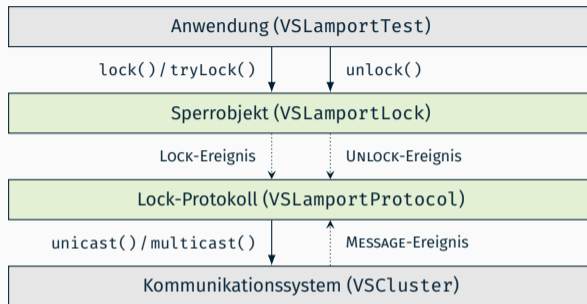 Anwendung (VSLamportTest)
lock()/tryLock() unlock()
Sperrobjekt (VSLamportLock)
LOCK-Ereignis UNLOCK-Ereignis
Lock-Protokoll (VSLamportProtocol)
unicast()/multicast() MESSAGE-Ereignis
Kommunikationssystem (VSCluster)